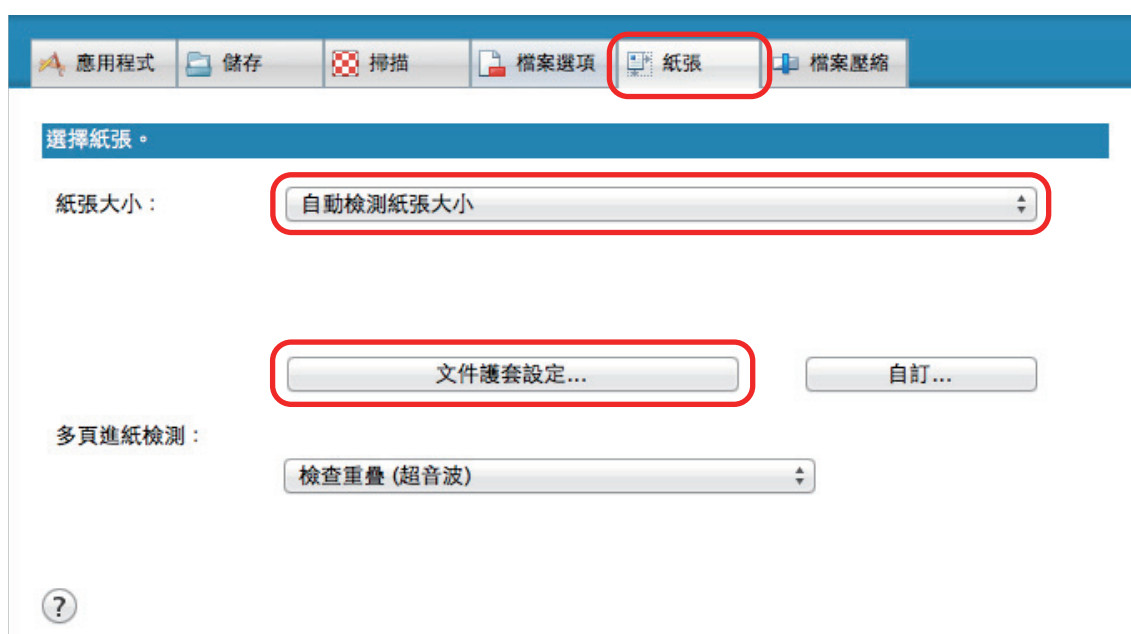 應用程式 儲存 掃描 檔案選項 紙張 檔案壓縮
選擇紙張。
紙張大小： 自動檢測紙張大小
文件護套設定... 自訂...
多頁進紙檢測：
檢查重疊 (超音波)
?